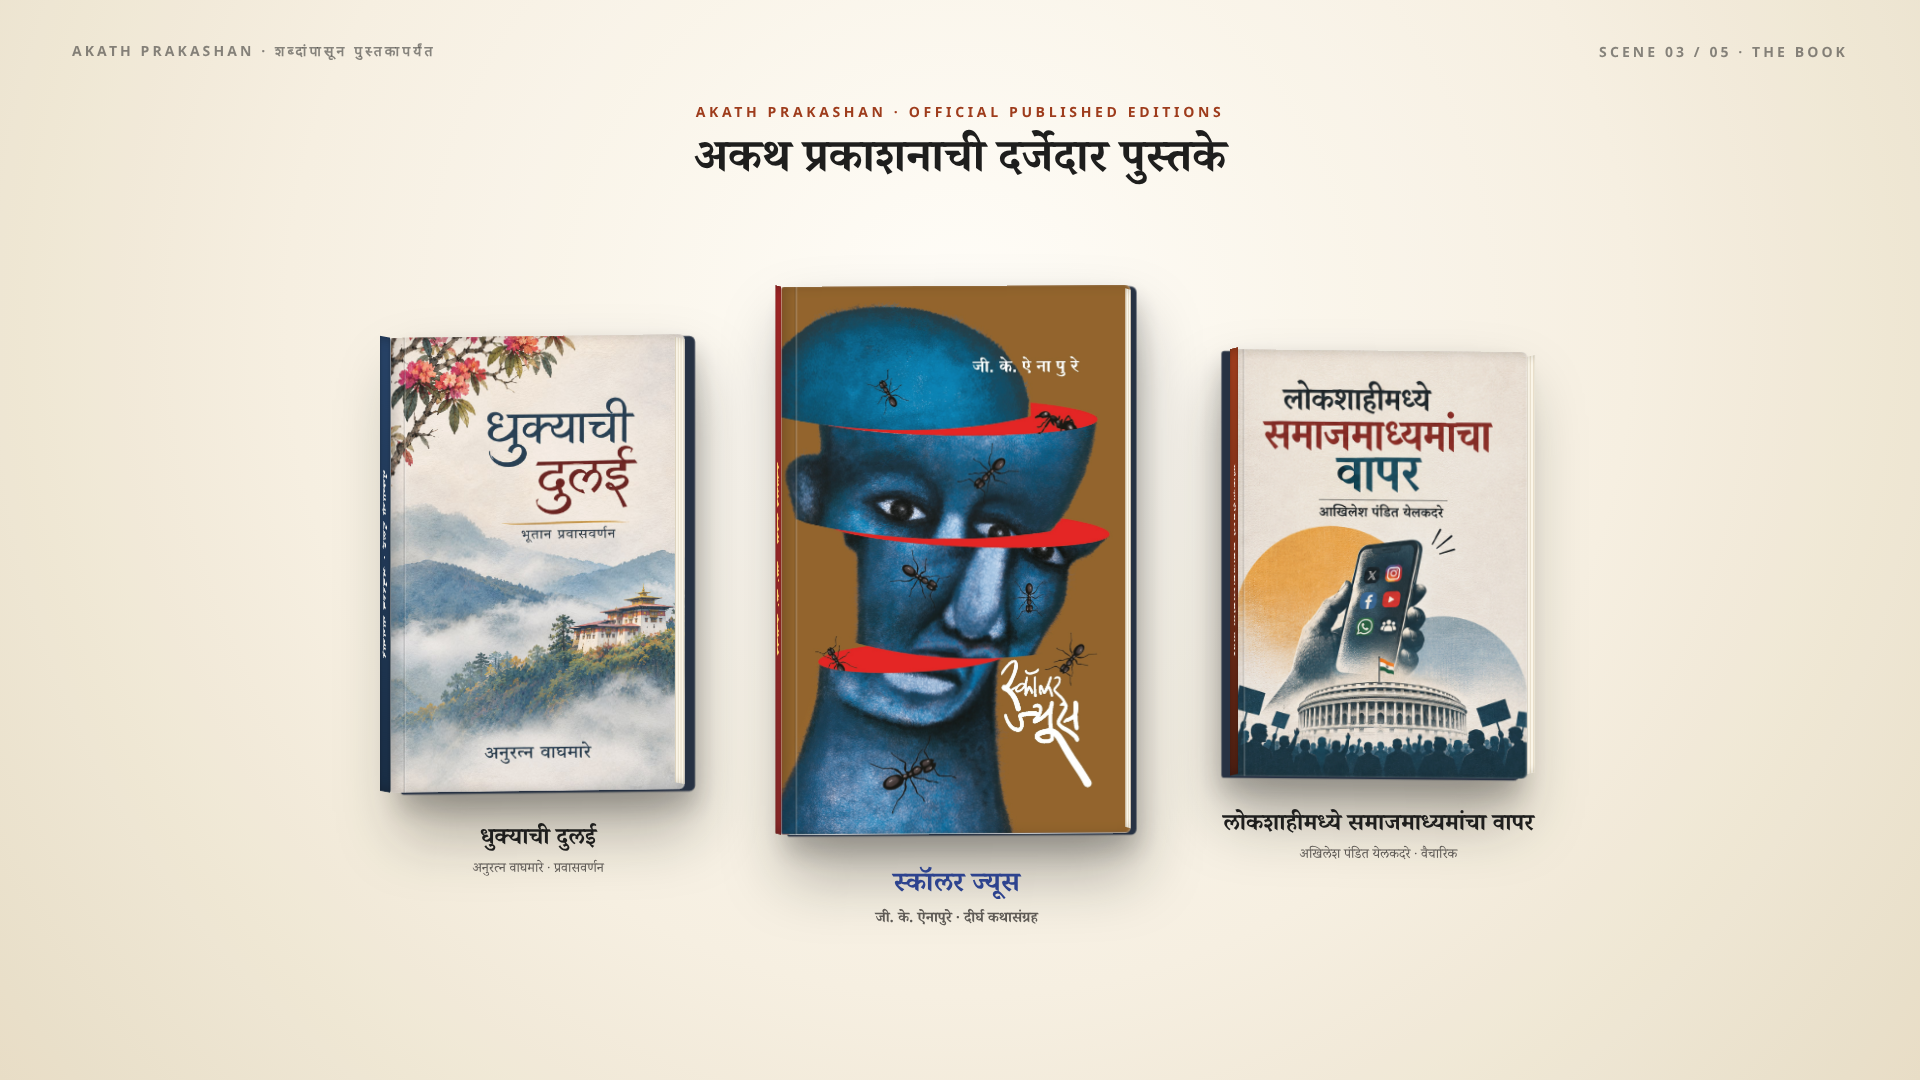 AKATH PRAKASHAN · शब्दांपासून पुस्तकापर्यंत
SCENE 03 / 05 · THE BOOK
AKATH PRAKASHAN · OFFICIAL PUBLISHED EDITIONS
अकथ प्रकाशनाची दर्जेदार पुस्तके
धुक्याची
दुलई
भूतान प्रवासवर्णन
अनुरत्न वाघमारे
धुक्याची दुलई
अनुरत्न वाघमारे · प्रवासवर्णन
जी. के. ऐनापुरे
स्कॉलर
ज्यूस
स्कॉलर ज्यूस
जी. के. ऐनापुरे · दीर्घ कथासंग्रह
लोकशाहीमध्ये
समाजमाध्यमांचा
वापर
आखिलेश पंडित येलकदरे
लोकशाहीमध्ये समाजमाध्यमांचा वापर
अखिलेश पंडित येलकदरे · वैचारिक